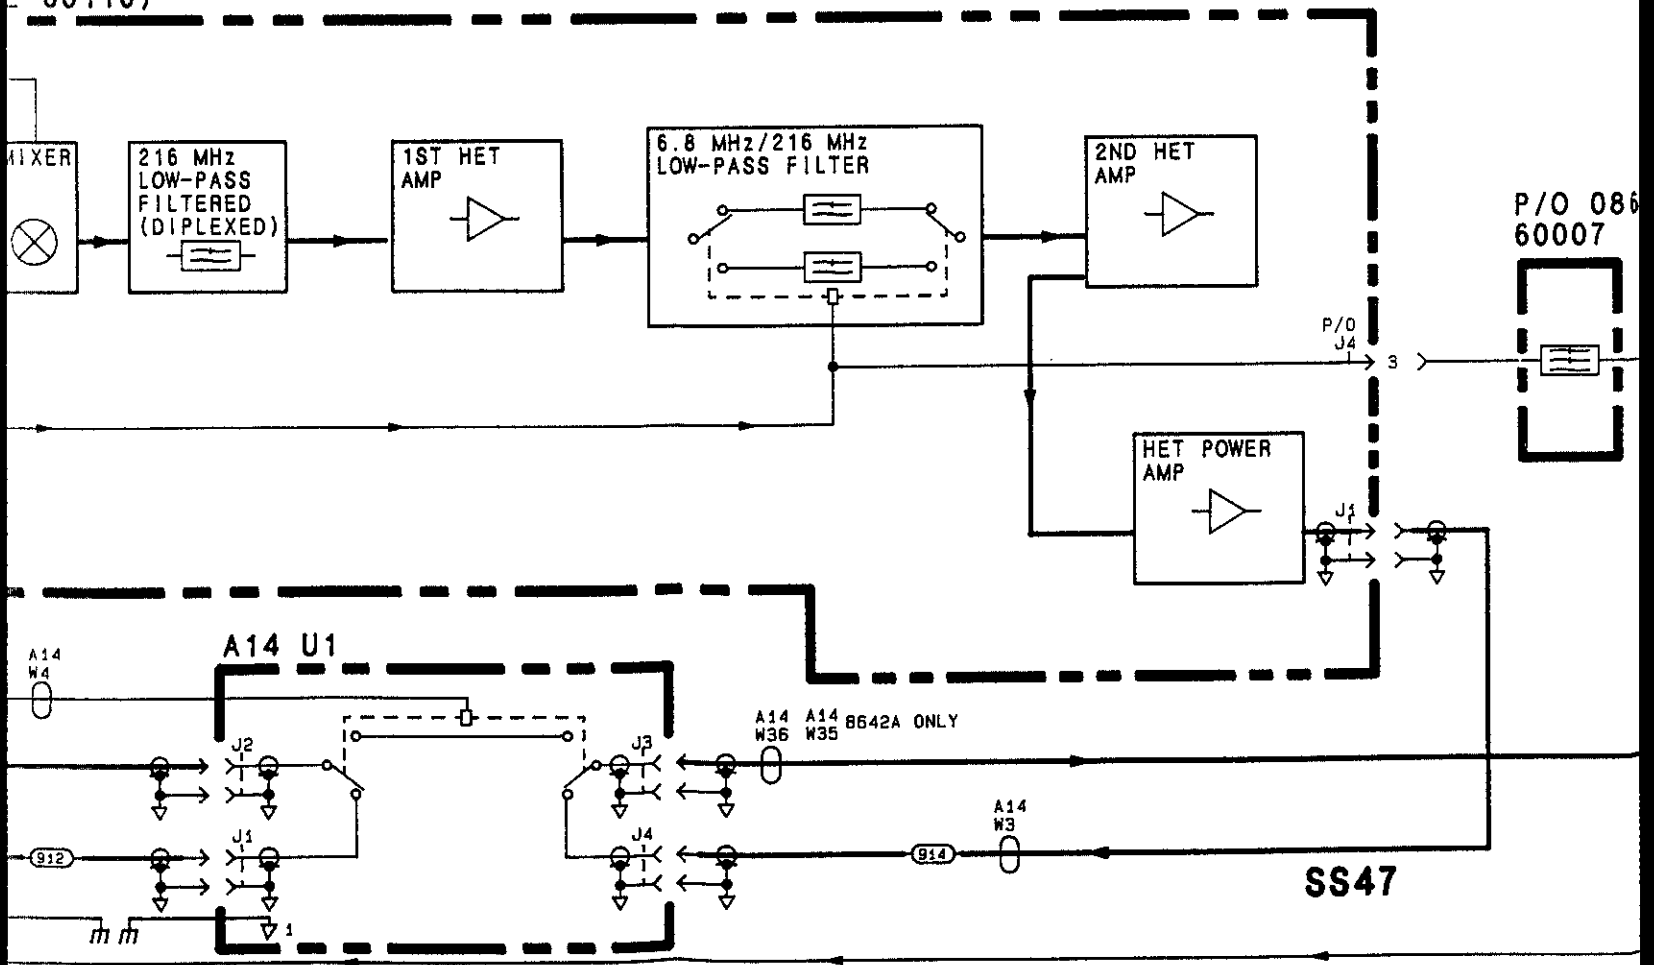 MIXER
216 MHz
LOW-PASS
FILTERED
(DIPLEXED)
1ST HET
AMP
6.8 MHz/216 MHz
LOW-PASS FILTER
2ND HET
AMP
P/O 086
60007
P/O
J4
3
HET POWER
AMP
J1
A14 U1
A14
W4
J2
J3
A14
W36
A14
W35
8642A ONLY
912
J1
J4
914
A14
W3
SS47
1